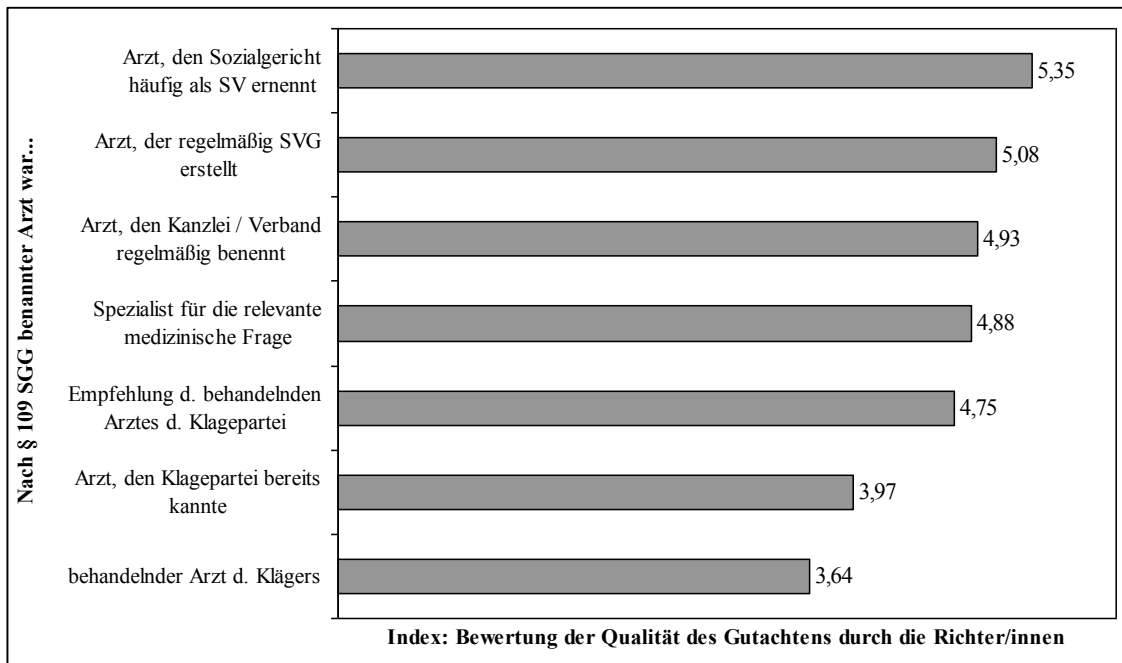 Nach § 109 SGG benannter Arzt war...
Arzt, den Sozialgericht
häufig als SV ernennt
5,35
Arzt, der regelmäßig SVG
erstellt
5,08
Arzt, den Kanzlei / Verband
regelmäßig benennt
4,93
Spezialist für die relevante
medizinische Frage
4,88
Empfehlung d. behandelnden
Arztes d. Klagepartei
4,75
Arzt, den Klagepartei bereits
kannte
3,97
behandelnder Arzt d. Klägers
3,64
Index: Bewertung der Qualität des Gutachtens durch die Richter/innen